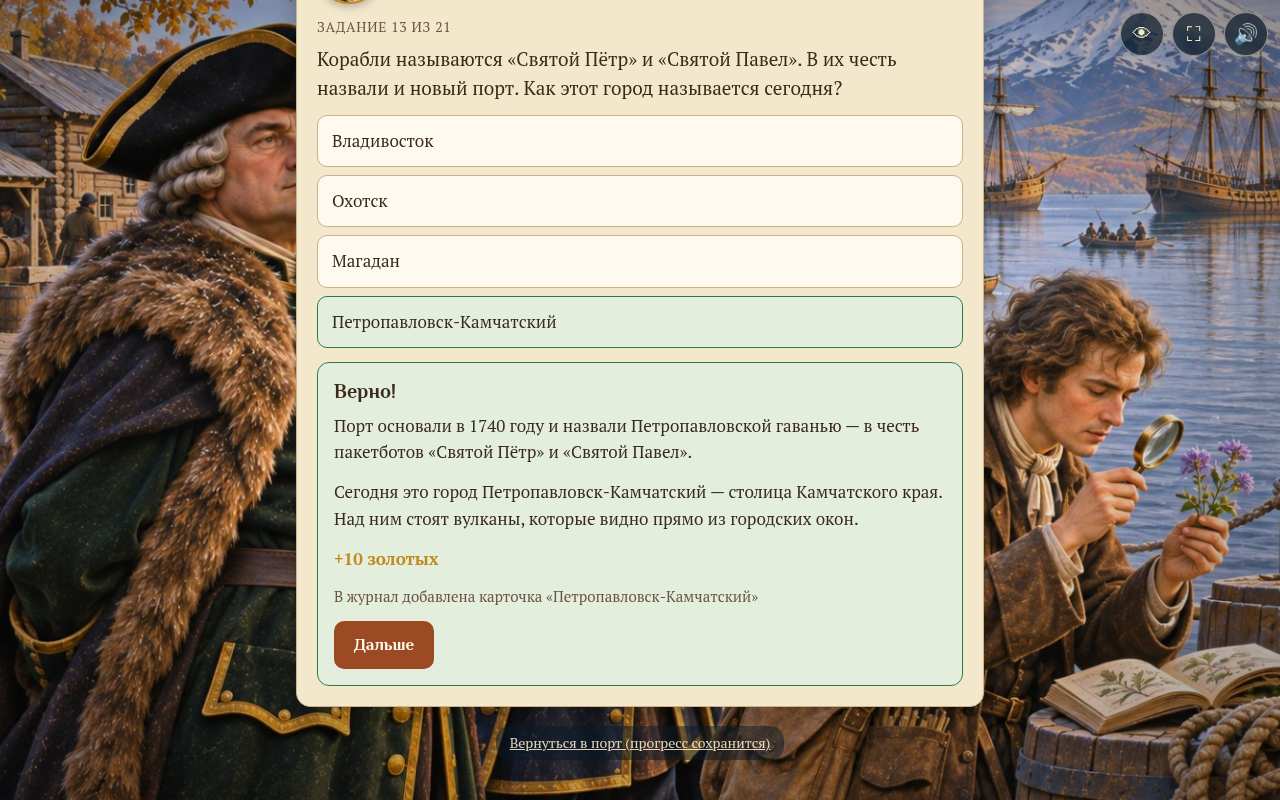 ЗАДАНИЕ 13 ИЗ 21
Корабли называются «Святой Пётр» и «Святой Павел». В их честь
назвали и новый порт. Как этот город называется сегодня?
Владивосток
Охотск
Магадан
Петропавловск-Камчатский
Верно!
Порт основали в 1740 году и назвали Петропавловской гаванью — в честь
пакетботов «Святой Пётр» и «Святой Павел».
Сегодня это город Петропавловск-Камчатский — столица Камчатского края.
Над ним стоят вулканы, которые видно прямо из городских окон.
+10 золотых
В журнал добавлена карточка «Петропавловск-Камчатский»
Дальше
Вернуться в порт (прогресс сохранится)